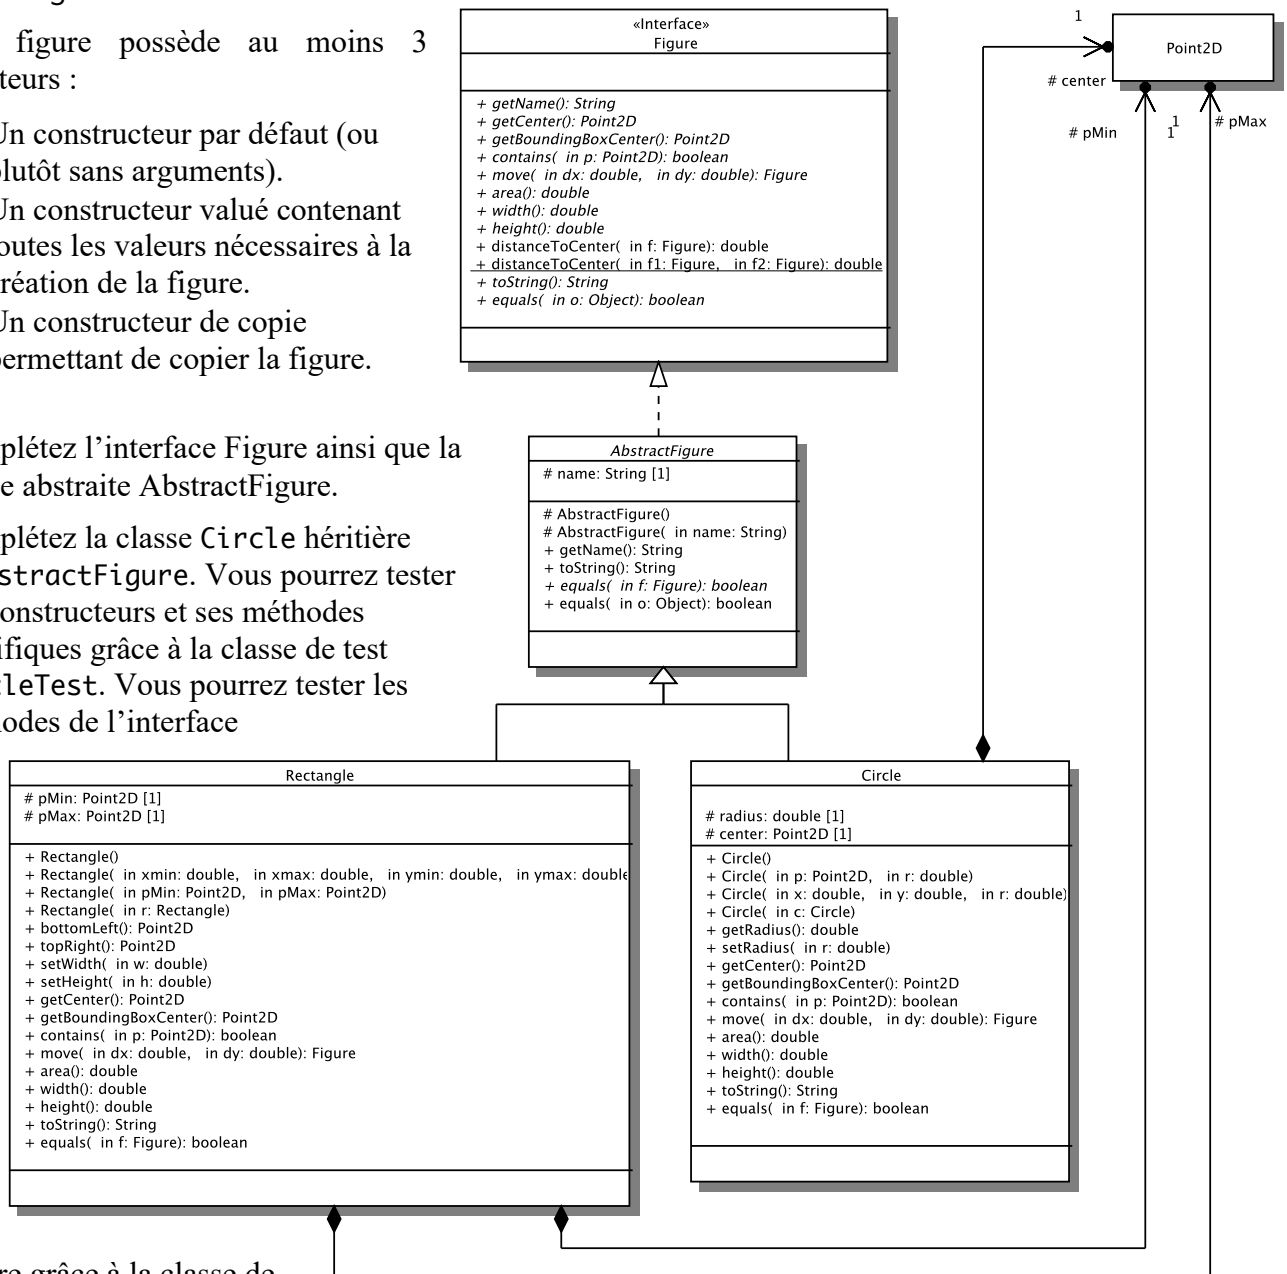 figure possède au moins 3
teurs :
Un constructeur par défaut (ou
plutôt sans arguments).
Un constructeur valué contenant
toutes les valeurs nécessaires à la
création de la figure.
Un constructeur de copie
permettant de copier la figure.
plétez l’interface Figure ainsi que la
e abstraite AbstractFigure.
plétez la classe Circle héritière
stractFigure. Vous pourrez tester
constructeurs et ses méthodes
ifiques grâce à la classe de test
cleTest. Vous pourrez tester les
hodes de l’interface
«Interface»
Figure
+ getName(): String
+ getCenter(): Point2D
+ getBoundingBoxCenter(): Point2D
+ contains( in p: Point2D): boolean
+ move( in dx: double, in dy: double): Figure
+ area(): double
+ width(): double
+ height(): double
+ distanceToCenter( in f: Figure): double
+ distanceToCenter( in f1: Figure, in f2: Figure): double
+ toString(): String
+ equals( in o: Object): boolean
1
Point2D
# center
# pMin
1
1
# pMax
AbstractFigure
# name: String [1]
# AbstractFigure()
# AbstractFigure( in name: String)
+ getName(): String
+ toString(): String
+ equals( in f: Figure): boolean
+ equals( in o: Object): boolean
Rectangle
# pMin: Point2D [1]
# pMax: Point2D [1]
+ Rectangle()
+ Rectangle( in xmin: double, in xmax: double, in ymin: double, in ymax: double
+ Rectangle( in pMin: Point2D, in pMax: Point2D)
+ Rectangle( in r: Rectangle)
+ bottomLeft(): Point2D
+ topRight(): Point2D
+ setWidth( in w: double)
+ setHeight( in h: double)
+ getCenter(): Point2D
+ getBoundingBoxCenter(): Point2D
+ contains( in p: Point2D): boolean
+ move( in dx: double, in dy: double): Figure
+ area(): double
+ width(): double
+ height(): double
+ toString(): String
+ equals( in f: Figure): boolean
Circle
# radius: double [1]
# center: Point2D [1]
+ Circle()
+ Circle( in p: Point2D, in r: double)
+ Circle( in x: double, in y: double, in r: double)
+ Circle( in c: Circle)
+ getRadius(): double
+ setRadius( in r: double)
+ getCenter(): Point2D
+ getBoundingBoxCenter(): Point2D
+ contains( in p: Point2D): boolean
+ move( in dx: double, in dy: double): Figure
+ area(): double
+ width(): double
+ height(): double
+ toString(): String
+ equals( in f: Figure): boolean
re grâce à la classe de